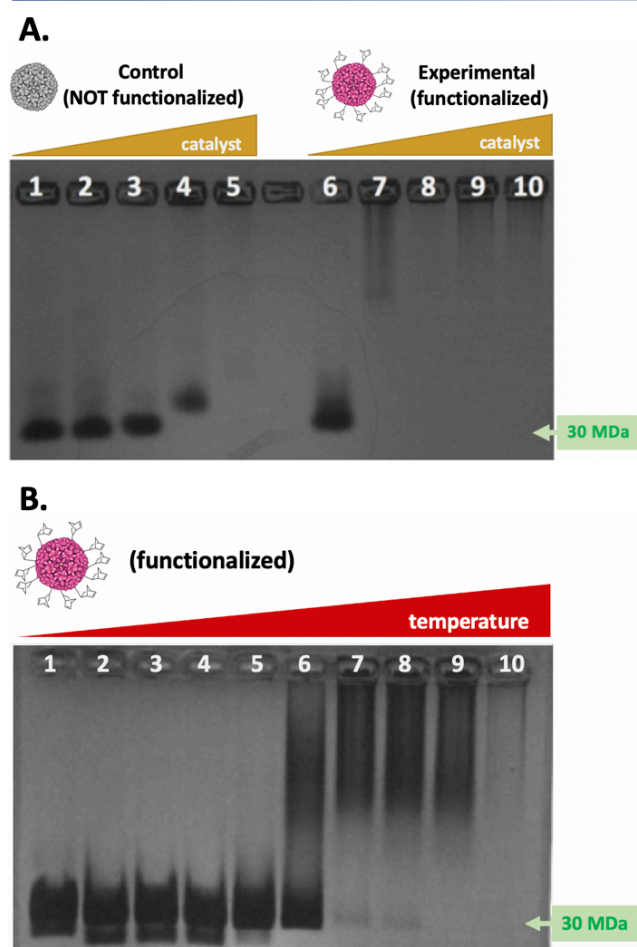 A.
Control
(NOT functionalized)
Experimental
(functionalized)
catalyst
catalyst
1 2 3 4 5 6 7 8 9 10
30 MDa
B.
(functionalized)
temperature
1 2 3 4 5 6 7 8 9 10
30 MDa